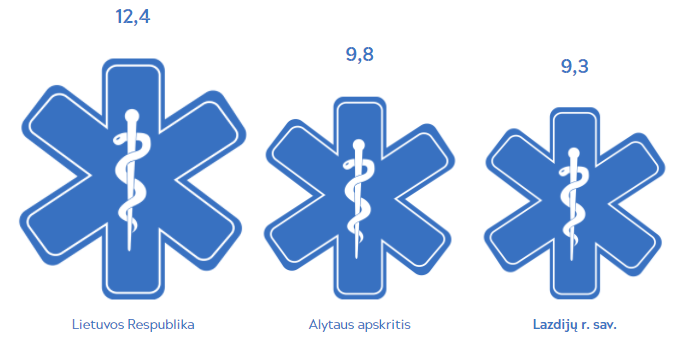 12,4
9,8
9,3
Lietuvos Respublika
Alytaus apskritis
Lazdijų r. sav.